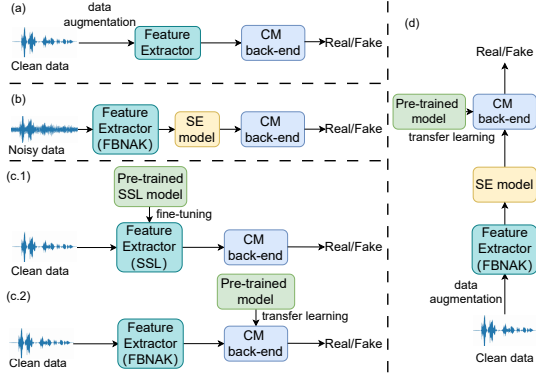 (a)
data
augmentation
Clean data
Feature
Extractor
CM
back-end
Real/Fake
(b)
Noisy data
Feature
Extractor
(FBNAK)
SE
model
CM
back-end
Real/Fake
(c.1)
Pre-trained
SSL model
fine-tuning
Clean data
Feature
Extractor
(SSL)
CM
back-end
Real/Fake
(c.2)
Pre-trained
model
transfer learning
Clean data
Feature
Extractor
(FBNAK)
CM
back-end
Real/Fake
(d)
Real/Fake
Pre-trained
model
CM
back-end
transfer learning
SE model
Feature
Extractor
(FBNAK)
data
augmentation
Clean data